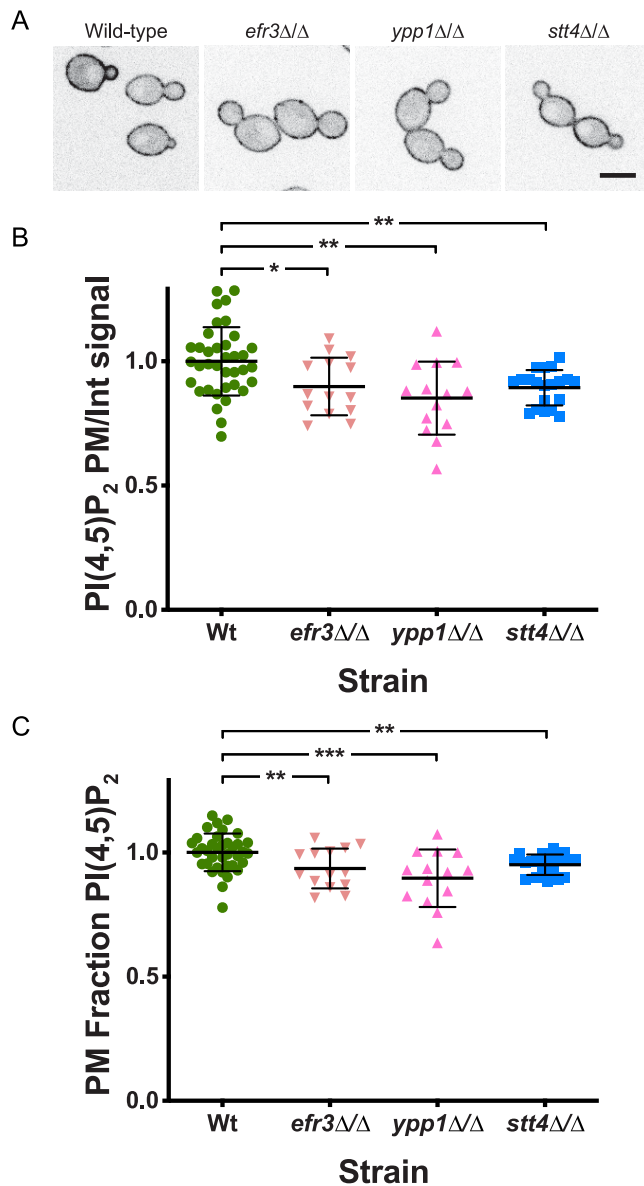 A
Wild-type efr3Δ/Δ ypp1Δ/Δ stt4Δ/Δ
B
**
**
*
PI(4,5)P₂ PM/Int signal
1.0
0.5
0.0
Wt efr3Δ/Δ ypp1Δ/Δ stt4Δ/Δ
Strain
C
**
***
**
PM Fraction PI(4,5)P₂
1.0
0.5
0.0
Wt efr3Δ/Δ ypp1Δ/Δ stt4Δ/Δ
Strain